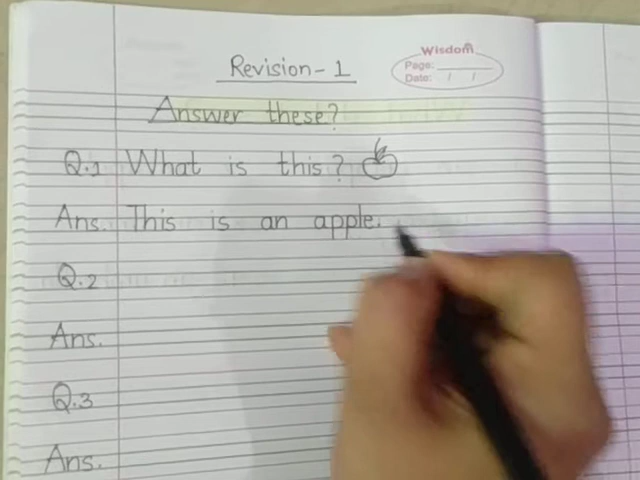 Wisdom
Page:
Date: / /
Revision - 1
Answer these?
Q.1 What is this?
Ans. This is an apple.
Q.2
Ans.
Q.3
Ans.